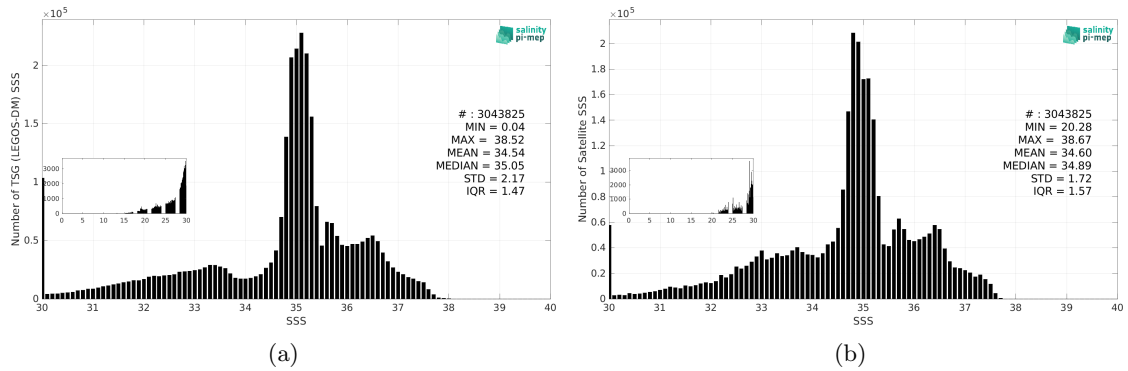 ×10^5
salinity
pi-mep
2
1.5
1
0.5
0
Number of TSG (LEGOS-DM) SSS
# : 3043825
MIN = 0.04
MAX = 38.52
MEAN = 34.54
MEDIAN = 35.05
STD = 2.17
IQR = 1.47
3000
2000
1000
0
0 5 10 15 20 25 30
30 31 32 33 34 35 36 37 38 39 40
SSS
(a)
×10^5
salinity
pi-mep
2
1.8
1.6
1.4
1.2
1
0.8
0.6
0.4
0.2
0
Number of Satellite SSS
# : 3043825
MIN = 20.28
MAX = 38.67
MEAN = 34.60
MEDIAN = 34.89
STD = 1.72
IQR = 1.57
3000
2000
1000
0
0 5 10 15 20 25 30
30 31 32 33 34 35 36 37 38 39 40
SSS
(b)